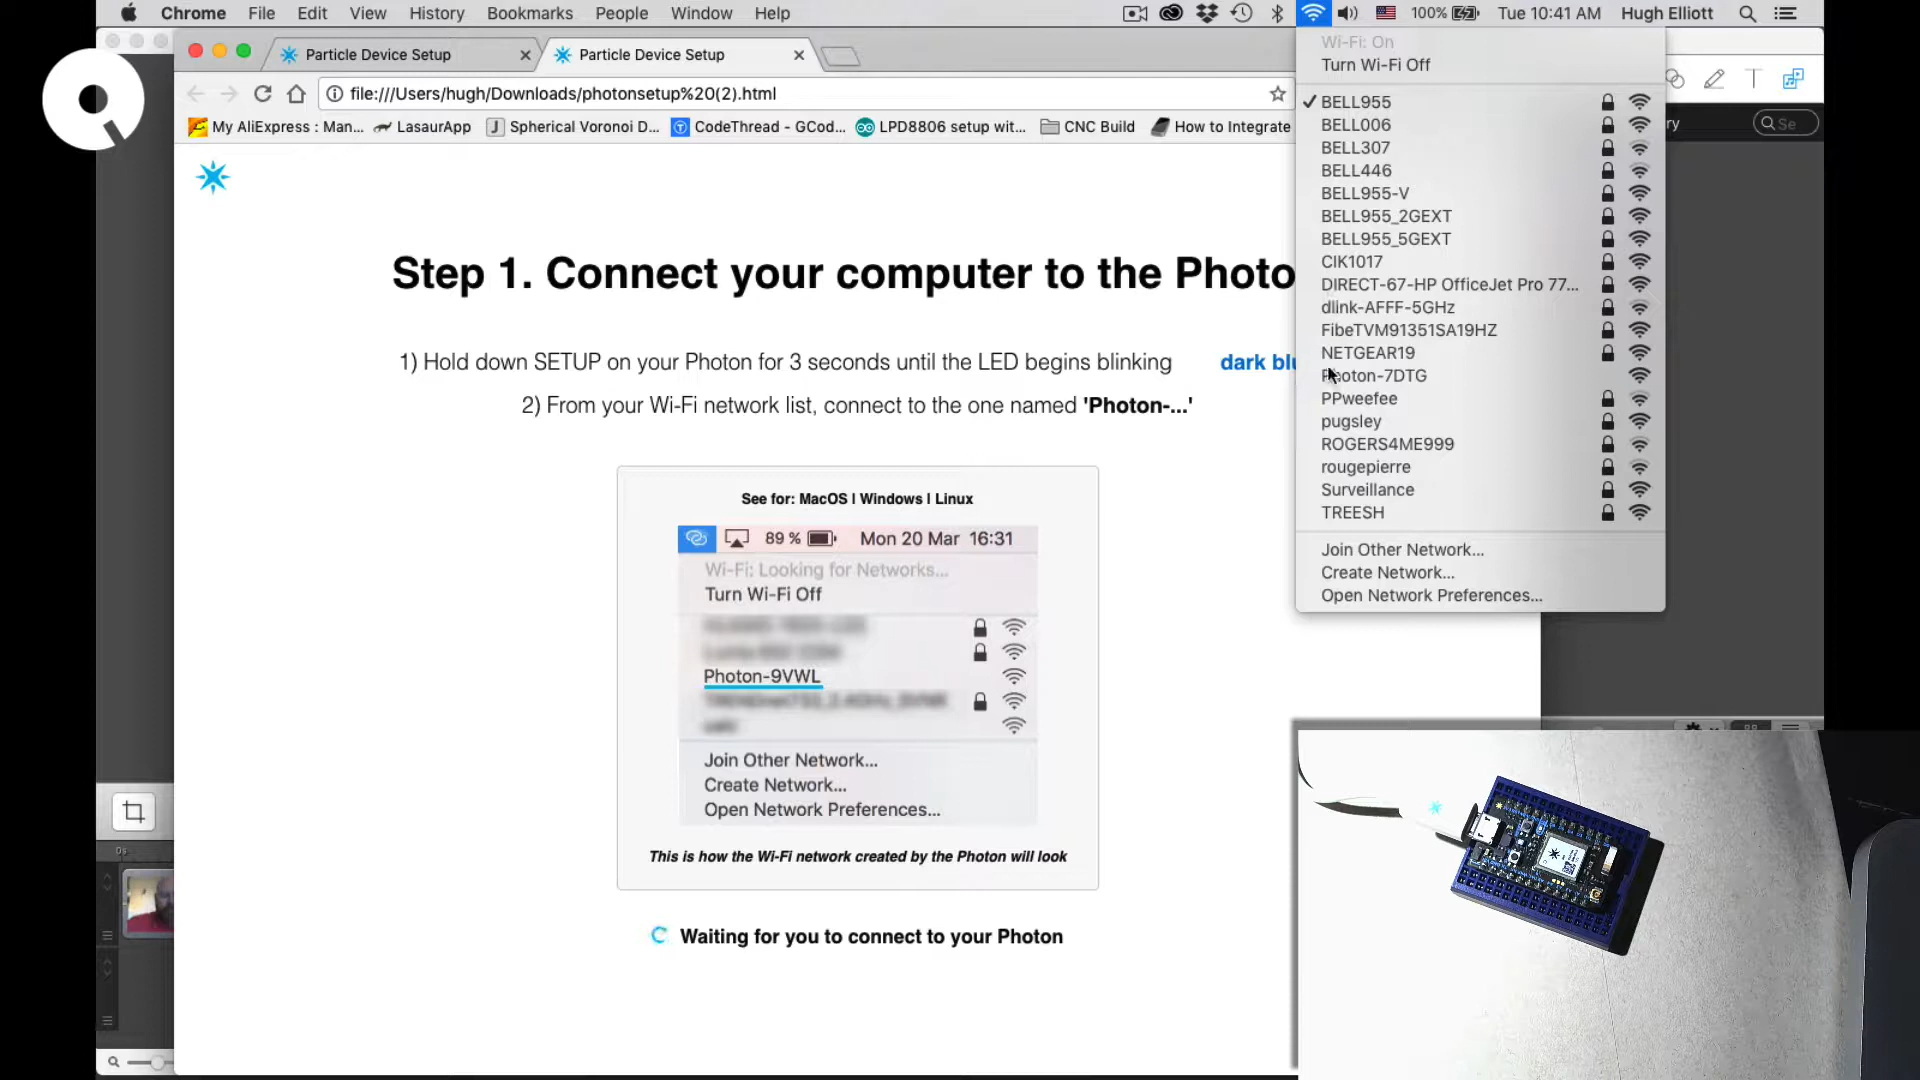 Chrome File Edit View History Bookmarks People Window Help 100% Tue 10:41 AM Hugh Elliott
Particle Device Setup
Particle Device Setup
file:///Users/hugh/Downloads/photonsetup%20(2).html
My AliExpress : Man...
LasaurApp
Spherical Voronoi D...
CodeThread - GCod...
LPD8806 setup wit...
CNC Build
How to Integrate
Step 1. Connect your computer to the Photo
1) Hold down SETUP on your Photon for 3 seconds until the LED begins blinking dark blu
2) From your Wi-Fi network list, connect to the one named 'Photon-...'
See for: MacOS | Windows | Linux
89 % Mon 20 Mar 16:31
Wi-Fi: Looking for Networks...
Turn Wi-Fi Off
Photon-9VWL
Join Other Network...
Create Network...
Open Network Preferences...
This is how the Wi-Fi network created by the Photon will look
Waiting for you to connect to your Photon
Wi-Fi: On
Turn Wi-Fi Off
BELL955
BELL006
BELL307
BELL446
BELL955-V
BELL955_2GEXT
BELL955_5GEXT
CIK1017
DIRECT-67-HP OfficeJet Pro 77...
dlink-AFFF-5GHz
FibeTVM91351SA19HZ
NETGEAR19
Photon-7DTG
PPweefee
pugsley
ROGERS4ME999
rougepierre
Surveillance
TREESH
Join Other Network...
Create Network...
Open Network Preferences...
ry
Se
T
0s